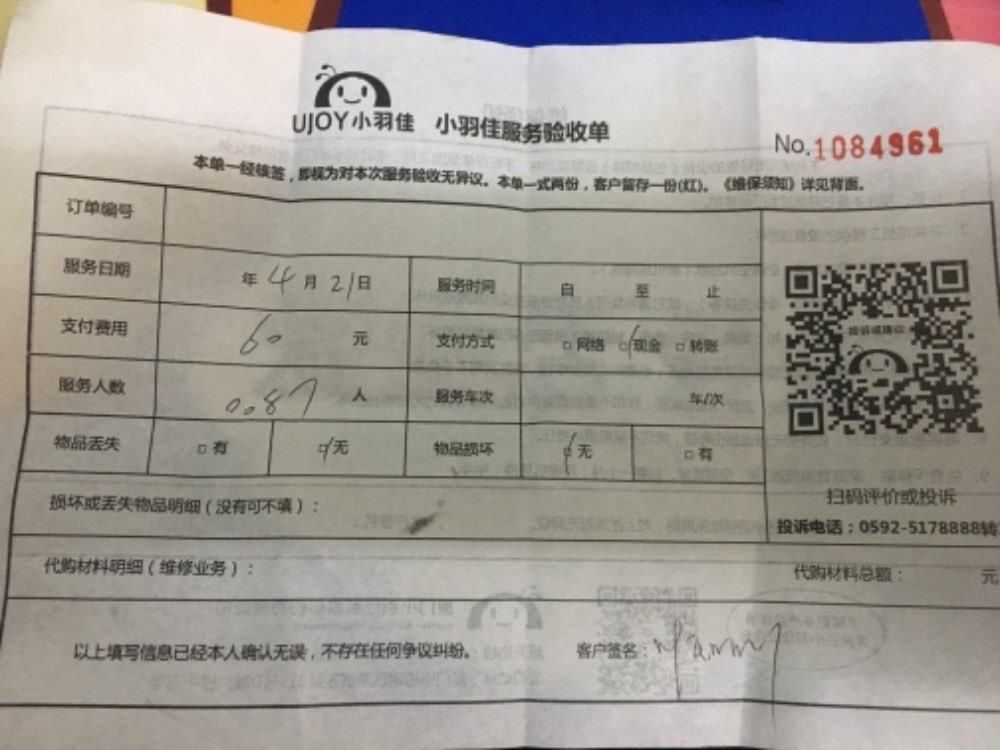 UJOY小羽佳 小羽佳服务验收单
No.1084961
本单一经核签，即视为对本次服务验收无异议。本单一式两份，客户留存一份(红)。《维保须知》详见背面。
订单编号
服务日期 年 4 月 21 日 服务时间 自 至 止
支付费用 60 元 支付方式 □网络 □现金 □转账
服务人数 0087 人 服务车次 车/次
物品丢失 □有 □无 物品损坏 □无 □有
投诉或建议
扫码评价或投诉
投诉电话：0592-5178888转
损坏或丢失物品明细（没有可不填）：
代购材料明细（维修业务）： 代购材料总额： 元
以上填写信息已经本人确认无误，不存在任何争议纠纷。 客户签名：